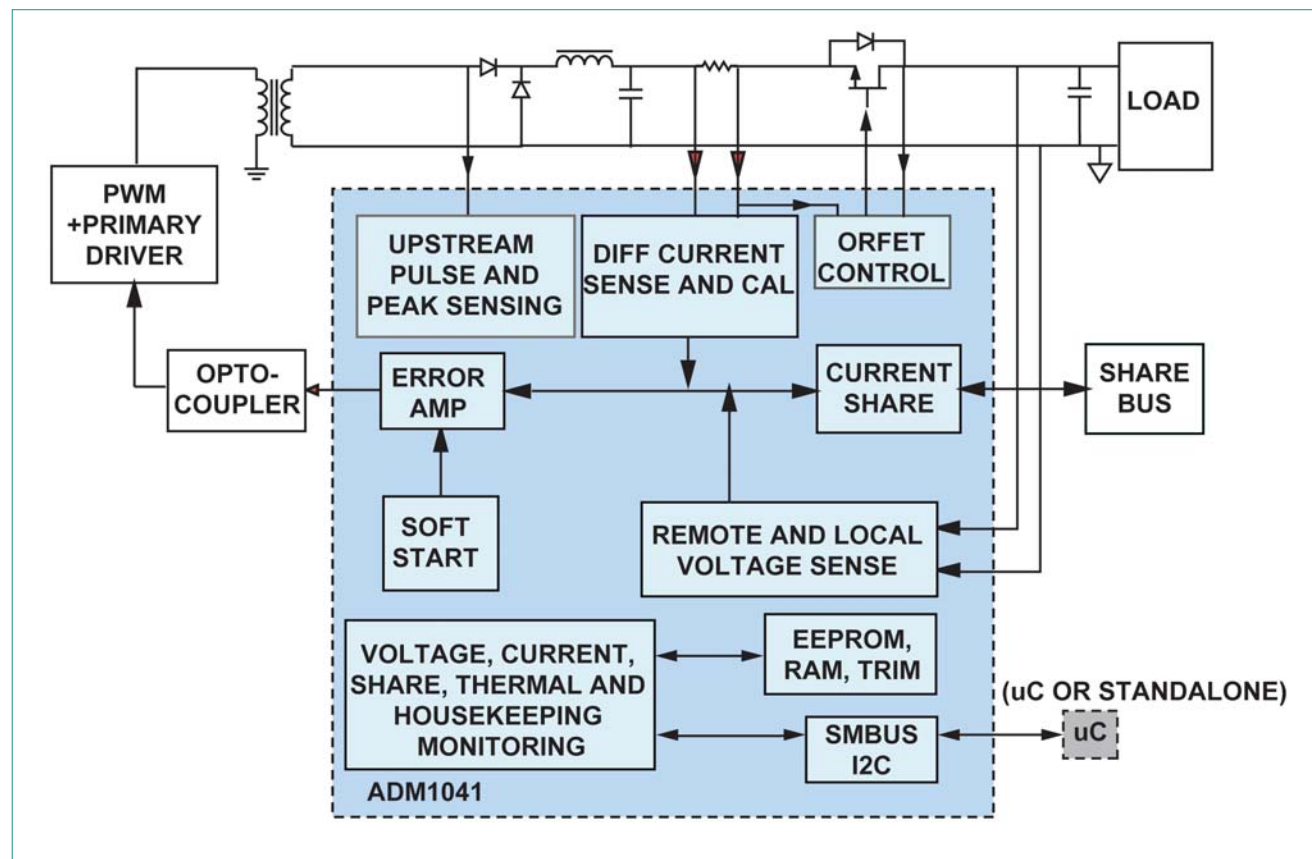 LOAD
PWM
+PRIMARY
DRIVER
UPSTREAM
PULSE AND
PEAK SENSING
DIFF CURRENT
SENSE AND CAL
ORFET
CONTROL
OPTO-
COUPLER
ERROR
AMP
CURRENT
SHARE
SHARE
BUS
SOFT
START
REMOTE AND LOCAL
VOLTAGE SENSE
VOLTAGE, CURRENT,
SHARE, THERMAL AND
HOUSEKEEPING
MONITORING
EEPROM,
RAM, TRIM
(uC OR STANDALONE)
SMBUS
I2C
uC
ADM1041